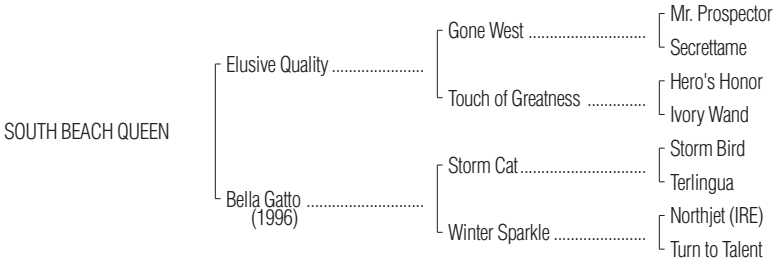 Mr. Prospector
Gone West ..............................
Secrettame
Elusive Quality .......................
Hero's Honor
Touch of Greatness ...............
Ivory Wand
SOUTH BEACH QUEEN
Storm Bird
Storm Cat................................
Terlingua
Bella Gatto .............................
(1996)
Northjet (IRE)
Winter Sparkle .......................
Turn to Talent